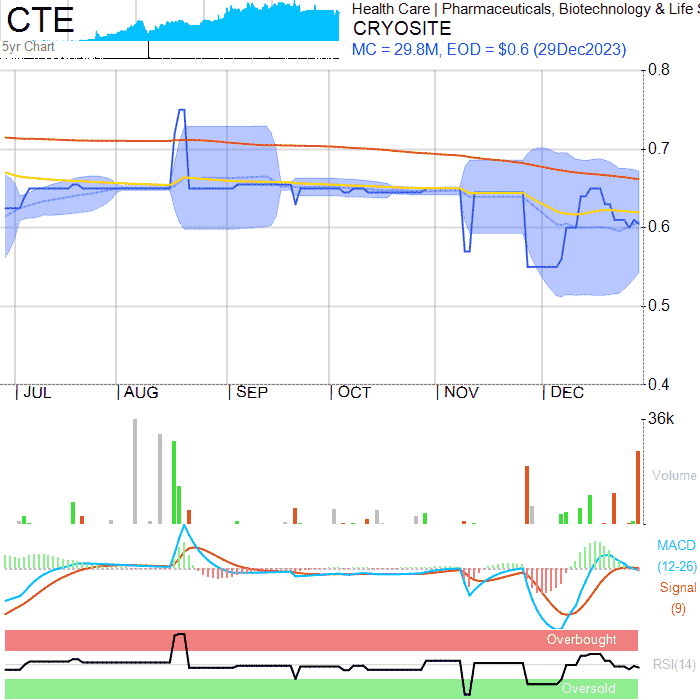 CTE
5yr Chart
Health Care | Pharmaceuticals, Biotechnology & Life S
CRYOSITE
MC = 29.8M, EOD = $0.6 (29Dec2023)
0.8
0.7
0.6
0.5
0.4
JUL AUG SEP OCT NOV DEC
36k
Volume
MACD
(12-26)
Signal
(9)
Overbought
RSI(14)
Oversold